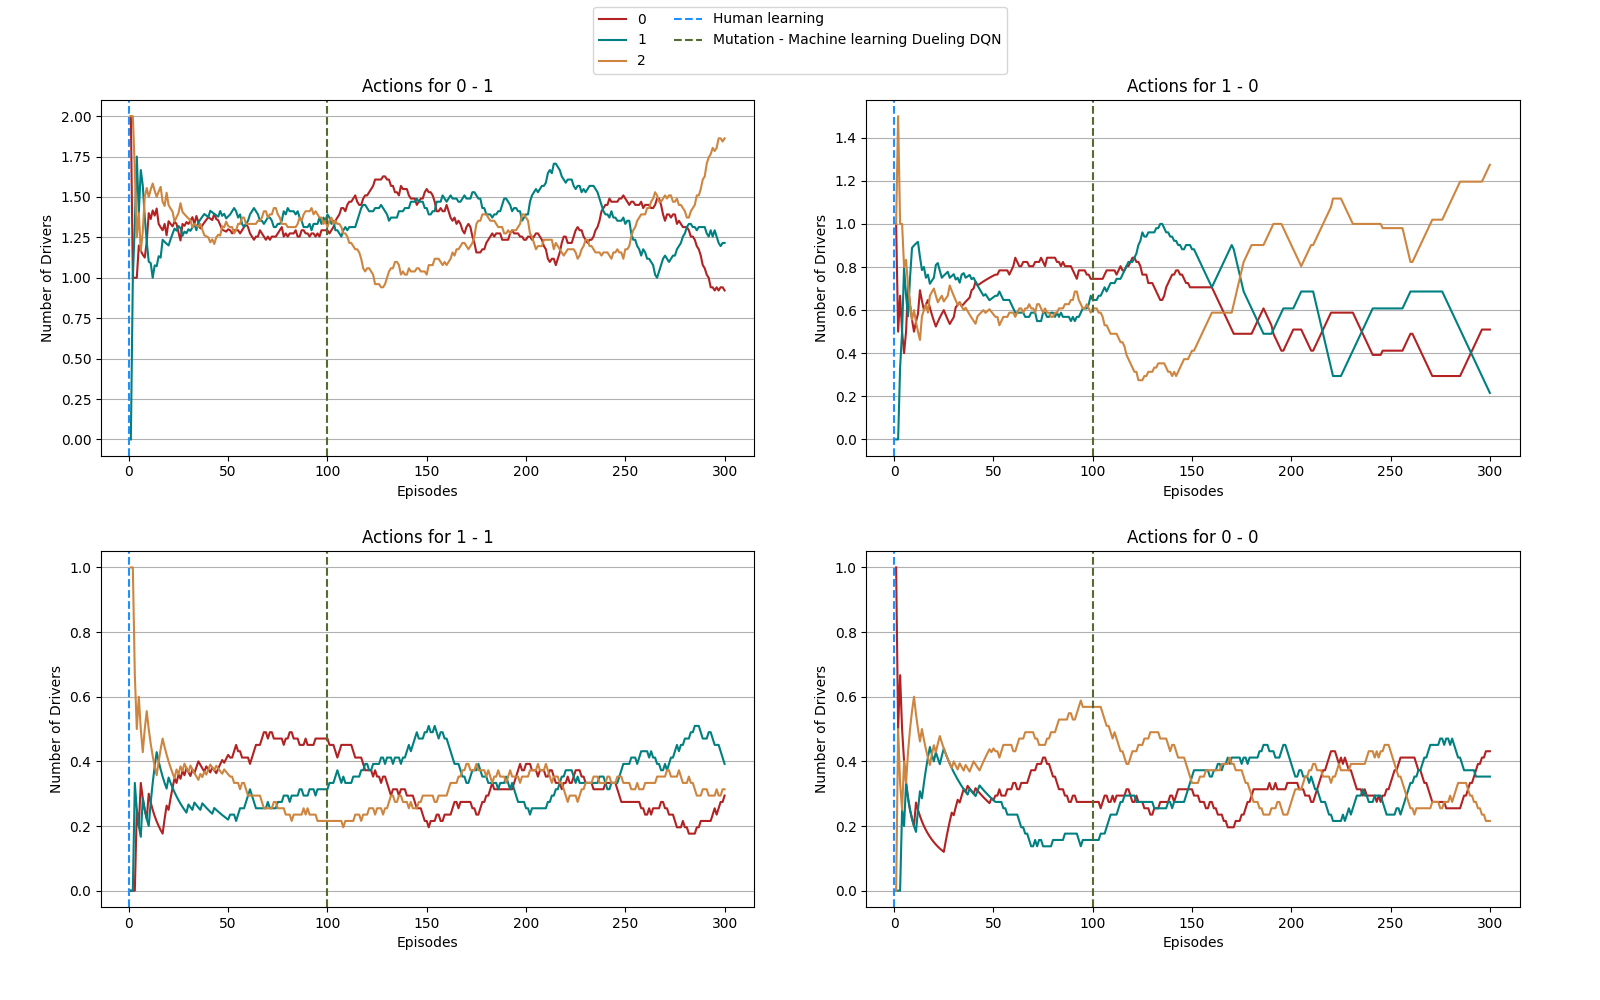 0
1
2
Human learning
Mutation - Machine learning Dueling DQN
Actions for 0 - 1
Number of Drivers
2.00
1.75
1.50
1.25
1.00
0.75
0.50
0.25
0.00
0 50 100 150 200 250 300
Episodes
Actions for 1 - 0
Number of Drivers
1.4
1.2
1.0
0.8
0.6
0.4
0.2
0.0
0 50 100 150 200 250 300
Episodes
Actions for 1 - 1
Number of Drivers
1.0
0.8
0.6
0.4
0.2
0.0
0 50 100 150 200 250 300
Episodes
Actions for 0 - 0
Number of Drivers
1.0
0.8
0.6
0.4
0.2
0.0
0 50 100 150 200 250 300
Episodes